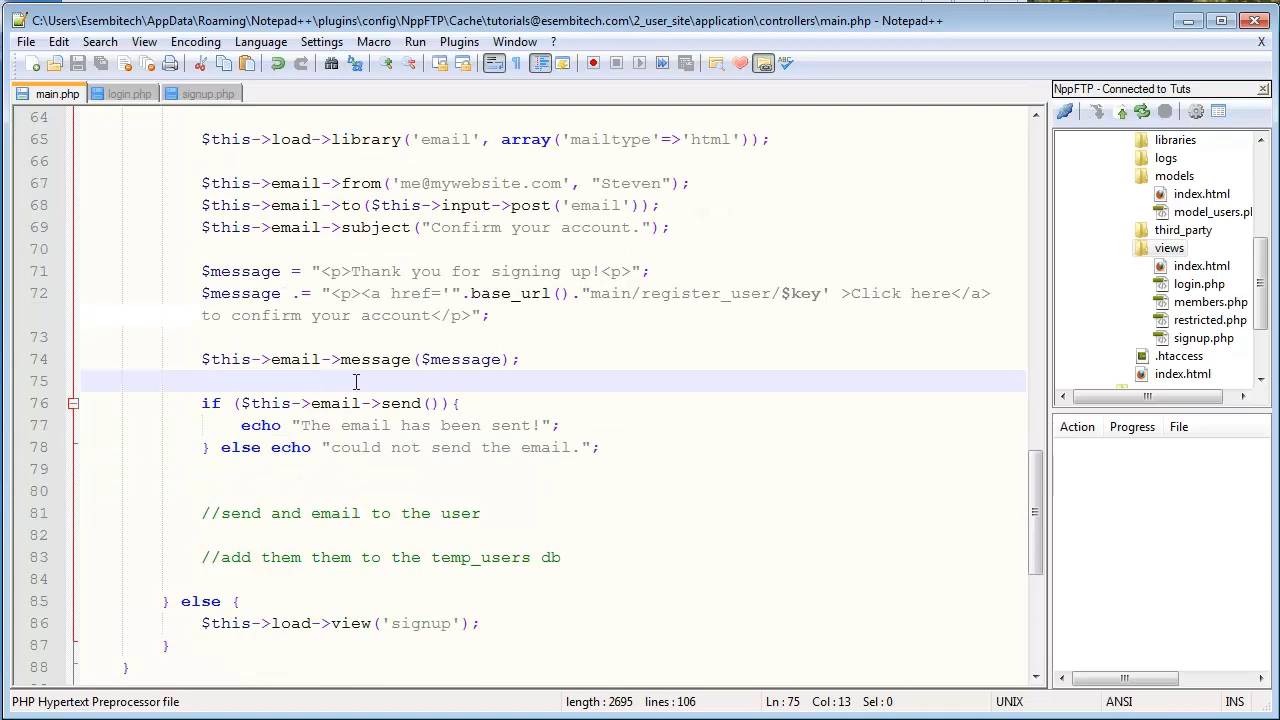 C:\Users\Esembitech\AppData\Roaming\Notepad++\plugins\config\NppFTP\Cache\tutorials@esembitech.com\2_user_site\application\controllers\main.php - Notepad++
File Edit Search View Encoding Language Settings Macro Run Plugins Window ? X
main.php login.php signup.php
NppFTP - Connected to Tuts
64
65 $this->load->library('email', array('mailtype'=>'html'));
66
67 $this->email->from('me@mywebsite.com', "Steven");
68 $this->email->to($this->input->post('email'));
69 $this->email->subject("Confirm your account.");
70
71 $message = "<p>Thank you for signing up!<p>";
72 $message .= "<p><a href='".base_url()."main/register_user/$key' >Click here</a>
to confirm your account</p>";
73
74 $this->email->message($message);
75
76 if ($this->email->send()){
77 echo "The email has been sent!";
78 } else echo "could not send the email.";
79
80
81 //send and email to the user
82
83 //add them them to the temp_users db
84
85 } else {
86 $this->load->view('signup');
87 }
88 }
libraries
logs
models
index.html
model_users.pl
third_party
views
index.html
login.php
members.php
restricted.php
signup.php
.htaccess
index.html
Action Progress File
PHP Hypertext Preprocessor file length : 2695 lines : 106 Ln : 75 Col : 13 Sel : 0 UNIX ANSI INS